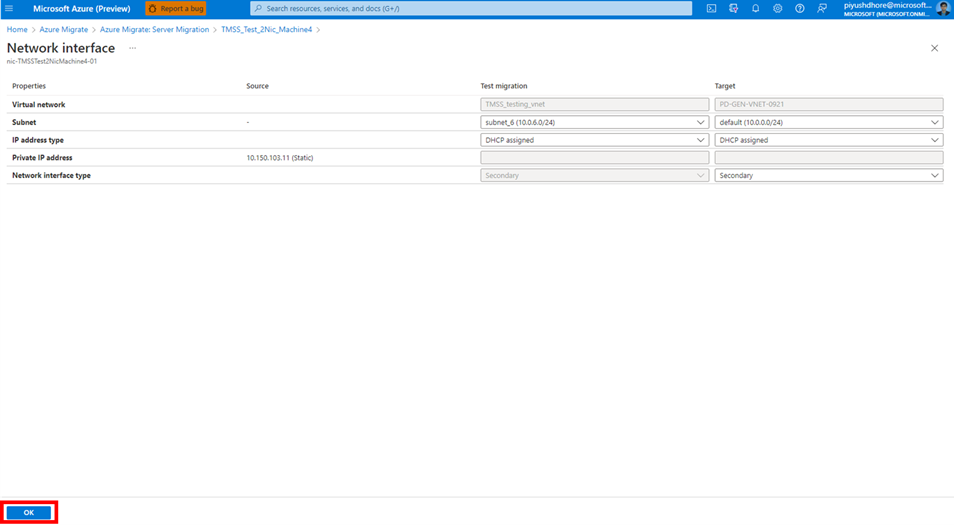 Microsoft Azure (Preview) Report a bug Search resources, services, and docs (G+/) piyushdhore@microsoft...
MICROSOFT (MICROSOFT.ONMI...
Home > Azure Migrate > Azure Migrate: Server Migration > TMSS_Test_2Nic_Machine4 >
Network interface ...
nic-TMSSTest2NicMachine4-01
Properties Source Test migration Target
Virtual network TMSS_testing_vnet PD-GEN-VNET-0921
Subnet - subnet_6 (10.0.6.0/24) default (10.0.0.0/24)
IP address type DHCP assigned DHCP assigned
Private IP address 10.150.103.11 (Static)
Network interface type Secondary Secondary
OK